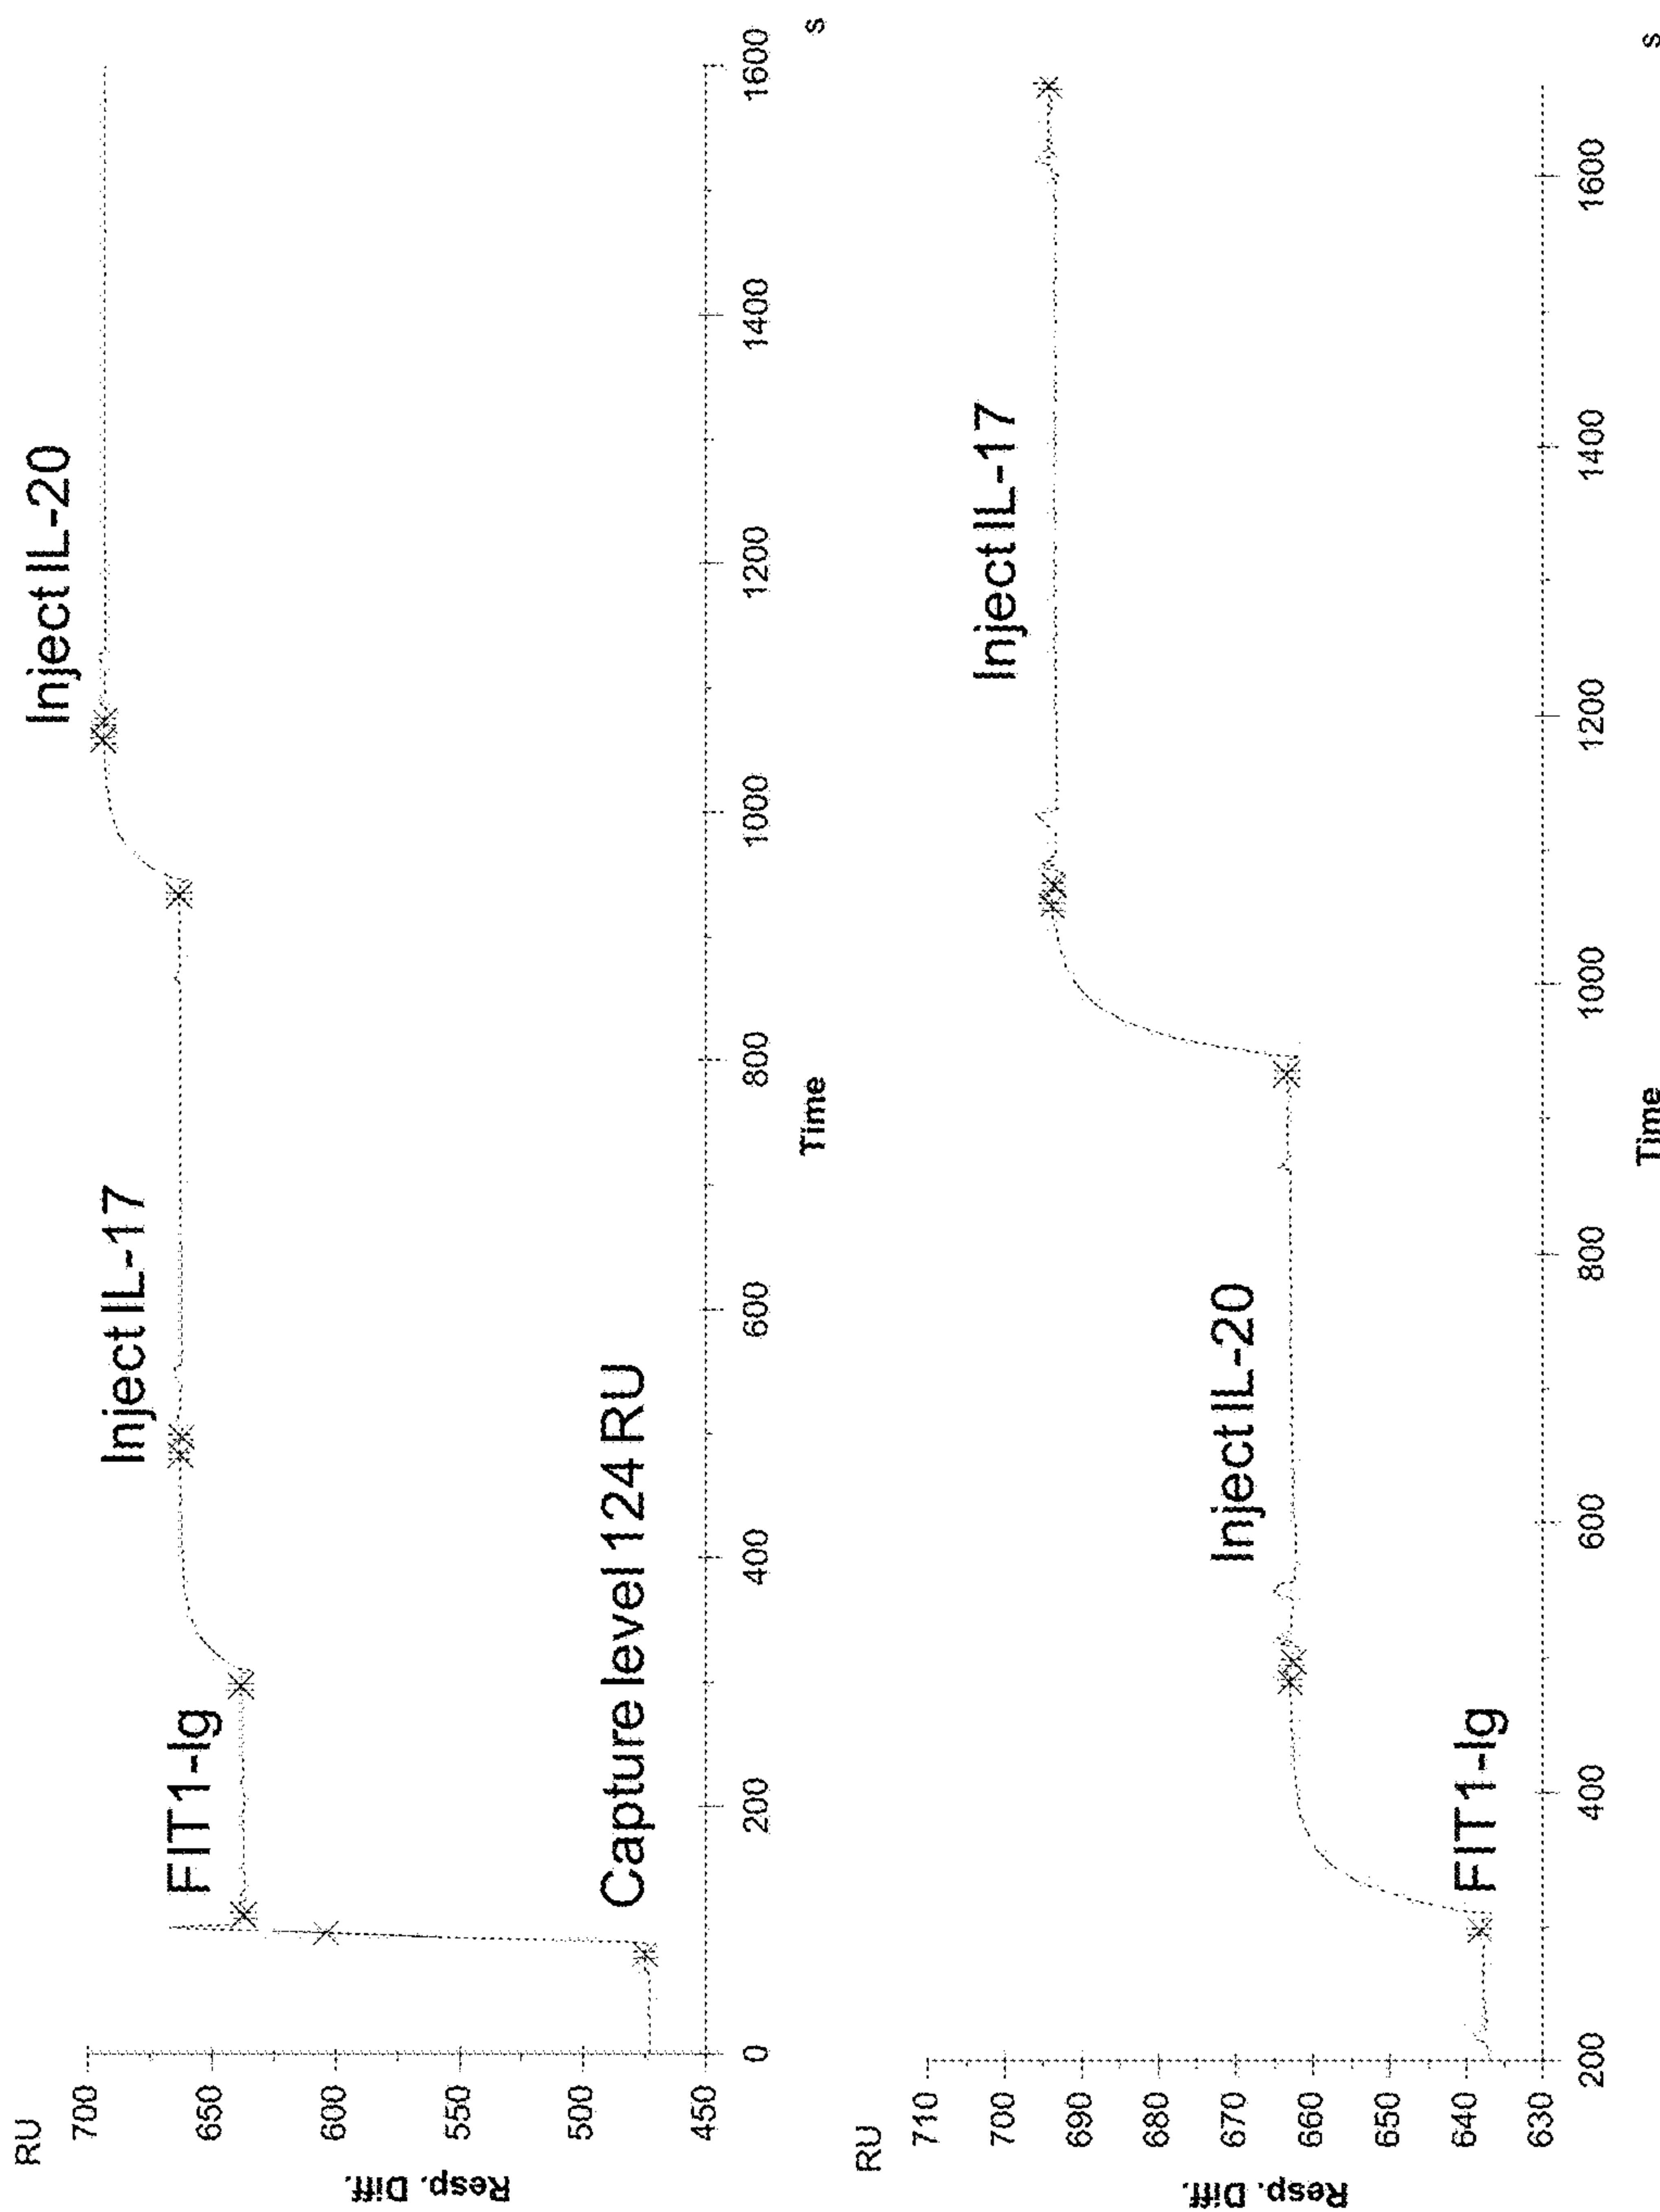 RU
700
650
600
550
500
450
Resp. Diff.
FIT1-Ig
Inject IL-17
Inject IL-20
Capture level 124 RU
0
200
400
600
800
1000
1200
1400
1600
Time
s
RU
710
700
690
680
670
660
650
640
630
Resp. Diff.
FIT1-Ig
Inject IL-20
Inject IL-17
200
400
600
800
1000
1200
1400
1600
Time
s